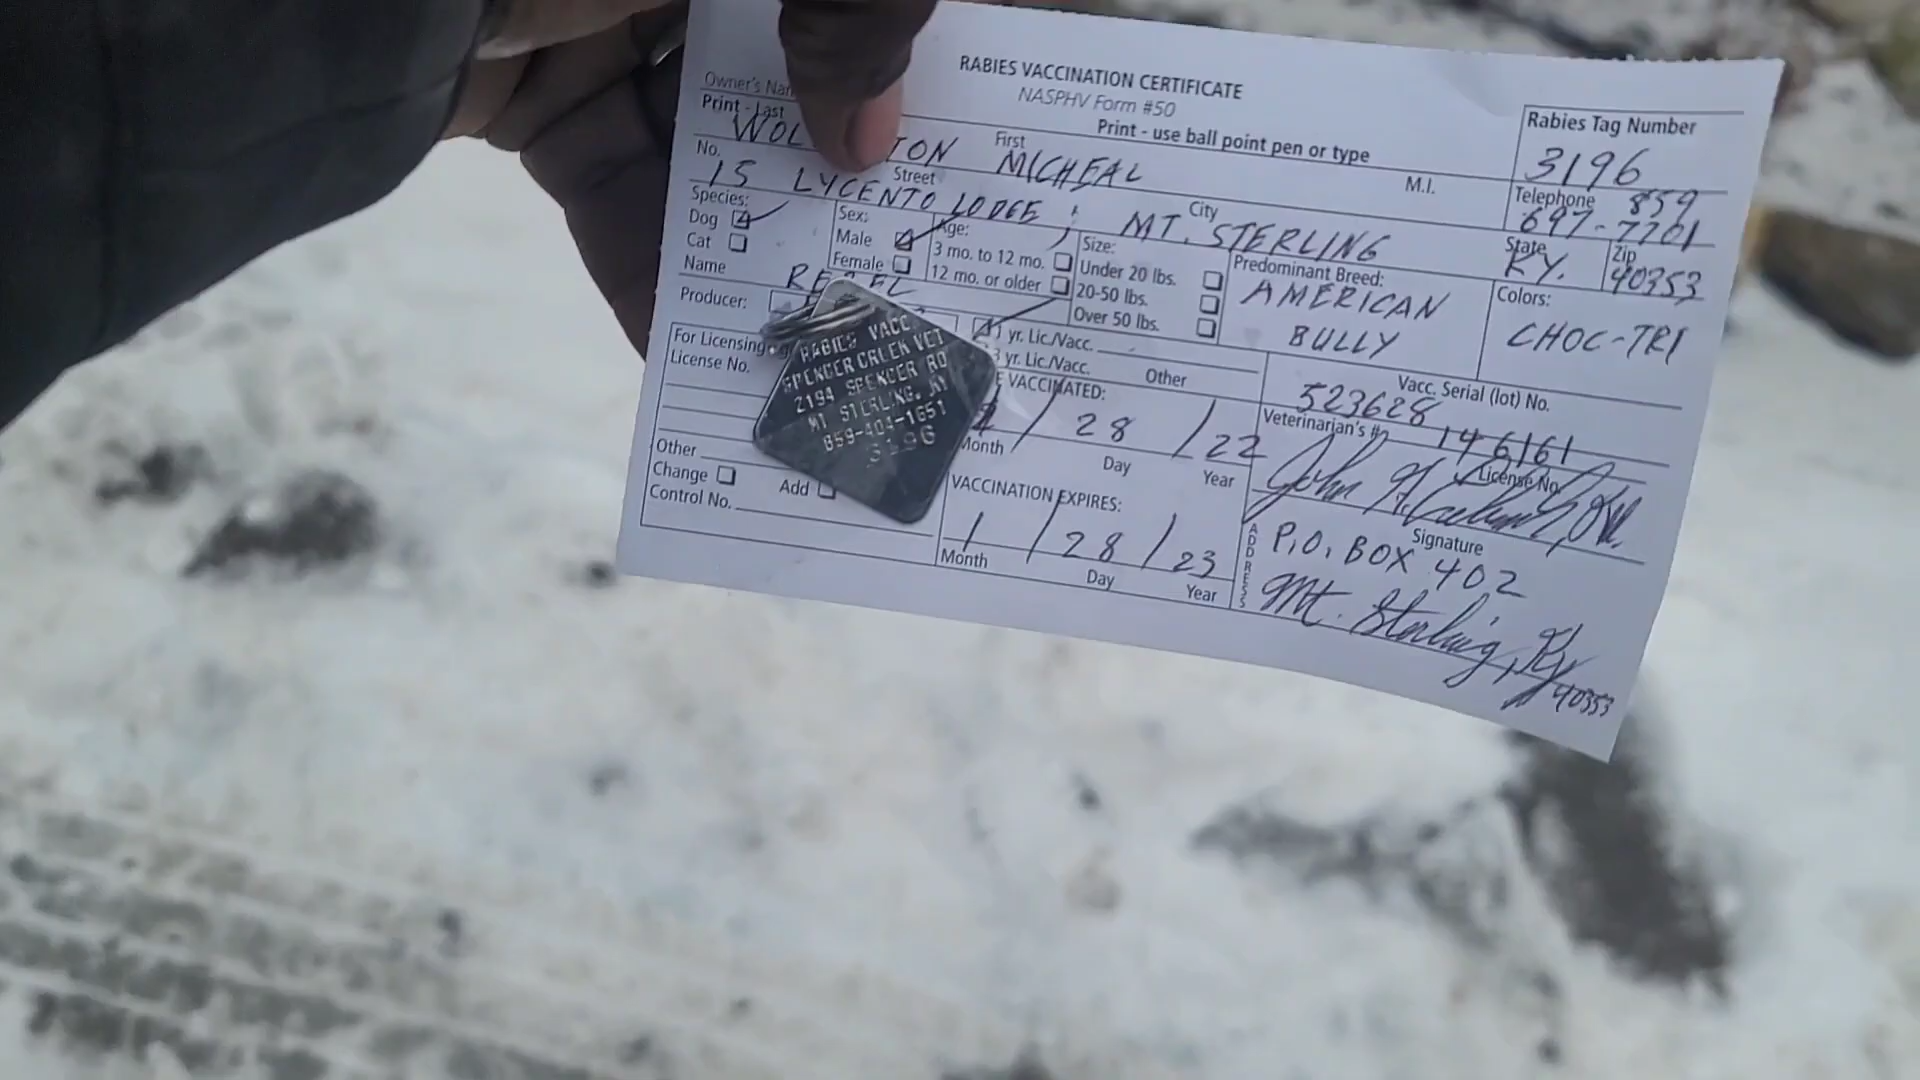 RABIES VACCINATION CERTIFICATE
NASPHV Form #50
Print - use ball point pen or type
Rabies Tag Number
3196
Owner's
Print - Last
First
M.I.
Telephone
MICHEAL
859
697-7701
No.
Street
City
State
Zip
15 LYCENTO LODGE MT. STERLING
KY.
40353
Species:
Dog
Cat
Sex:
Male
Female
Age:
3 mo. to 12 mo.
12 mo. or older
Size:
Under 20 lbs.
20-50 lbs.
Over 50 lbs.
Predominant Breed:
AMERICAN
BULLY
Colors:
CHOC-TRI
Name
Producer:
For Licensing
License No.
Other
Change
Add
Control No.
1 yr. Lic./Vacc.
3 yr. Lic./Vacc.
Other
VACCINATED:
28 / 22
Month
Day
Year
VACCINATION EXPIRES:
1 / 28 / 23
Month
Day
Year
Vacc. Serial (lot) No.
523628
Veterinarian's #
146161
License No.
John
Signature
ADDRESS
P.O. BOX 402
Mt. Sterling, Ky
40353
RABIES VACC
SPENCER CREEK VET
2194 SPENCER RD
MT STERLING, KY
859-404-1651
3196